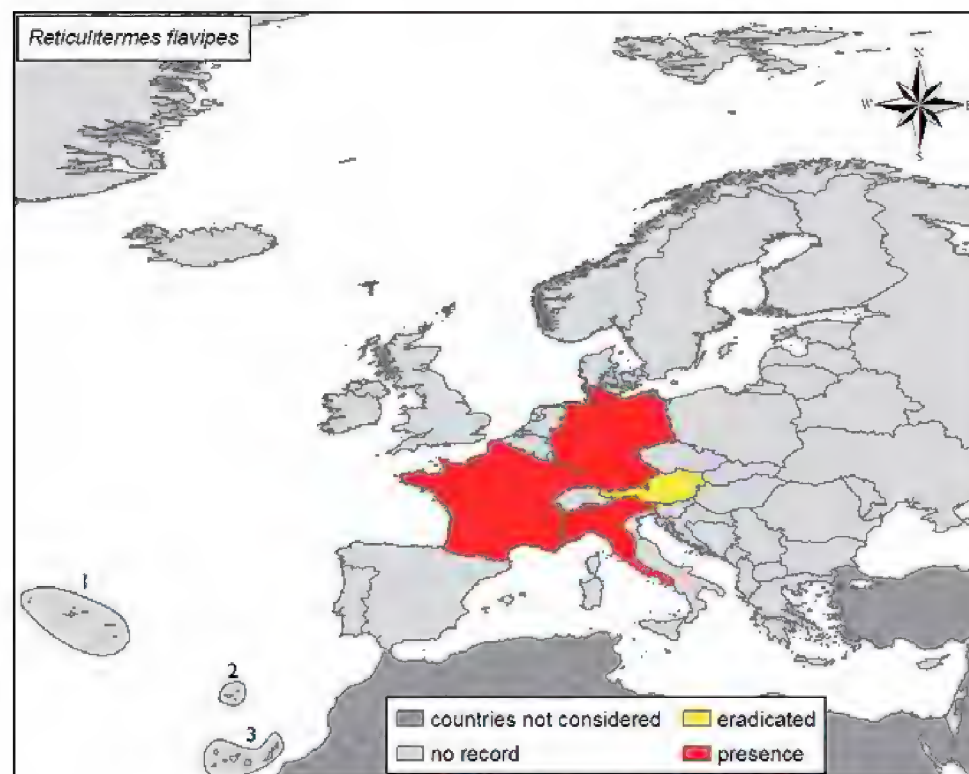 Reticulitermes flavipes
N
W
E
S
1
2
3
countries not considered
eradicated
no record
presence